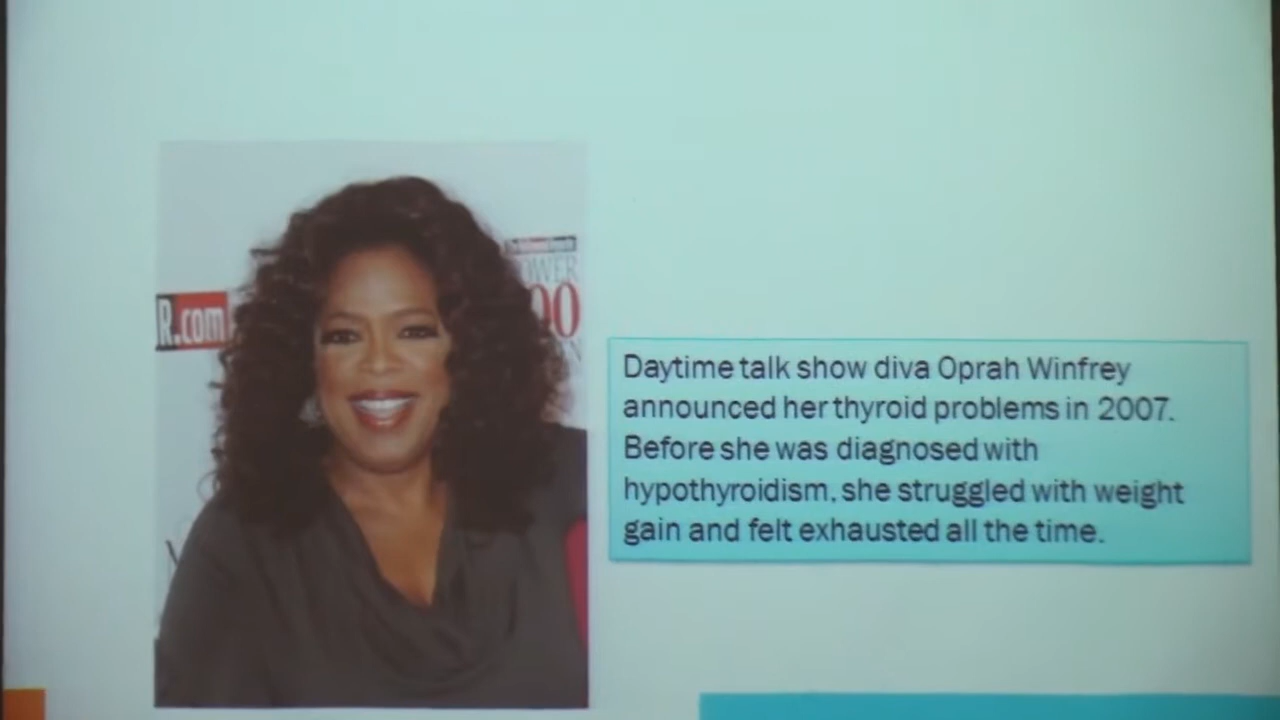 R.com
OWER
00
Daytime talk show diva Oprah Winfrey
announced her thyroid problems in 2007.
Before she was diagnosed with
hypothyroidism, she struggled with weight
gain and felt exhausted all the time.